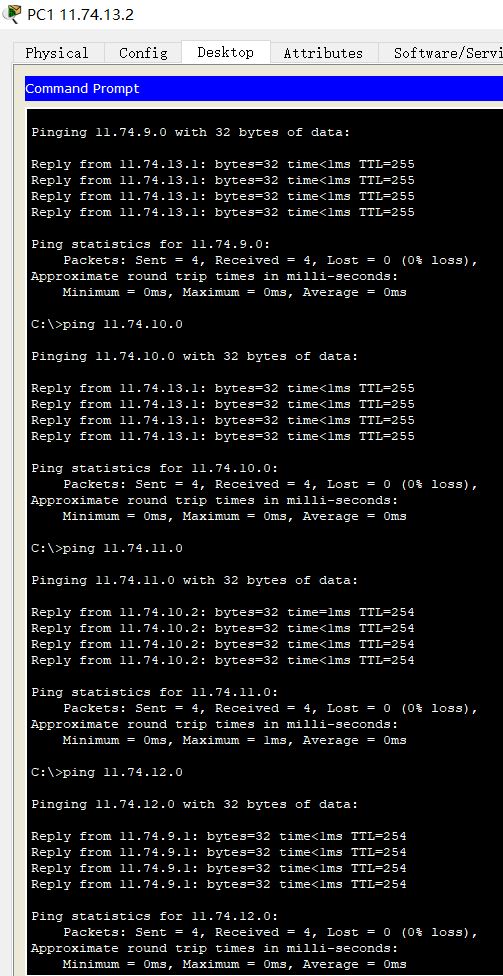 PC1 11.74.13.2
Physical Config Desktop Attributes Software/Servi
Command Prompt
Pinging 11.74.9.0 with 32 bytes of data:
Reply from 11.74.13.1: bytes=32 time<1ms TTL=255
Reply from 11.74.13.1: bytes=32 time<1ms TTL=255
Reply from 11.74.13.1: bytes=32 time<1ms TTL=255
Reply from 11.74.13.1: bytes=32 time<1ms TTL=255
Ping statistics for 11.74.9.0:
Packets: Sent = 4, Received = 4, Lost = 0 (0% loss),
Approximate round trip times in milli-seconds:
Minimum = 0ms, Maximum = 0ms, Average = 0ms
C:\>ping 11.74.10.0
Pinging 11.74.10.0 with 32 bytes of data:
Reply from 11.74.13.1: bytes=32 time<1ms TTL=255
Reply from 11.74.13.1: bytes=32 time<1ms TTL=255
Reply from 11.74.13.1: bytes=32 time<1ms TTL=255
Reply from 11.74.13.1: bytes=32 time<1ms TTL=255
Ping statistics for 11.74.10.0:
Packets: Sent = 4, Received = 4, Lost = 0 (0% loss),
Approximate round trip times in milli-seconds:
Minimum = 0ms, Maximum = 0ms, Average = 0ms
C:\>ping 11.74.11.0
Pinging 11.74.11.0 with 32 bytes of data:
Reply from 11.74.10.2: bytes=32 time=1ms TTL=254
Reply from 11.74.10.2: bytes=32 time<1ms TTL=254
Reply from 11.74.10.2: bytes=32 time<1ms TTL=254
Reply from 11.74.10.2: bytes=32 time<1ms TTL=254
Ping statistics for 11.74.11.0:
Packets: Sent = 4, Received = 4, Lost = 0 (0% loss),
Approximate round trip times in milli-seconds:
Minimum = 0ms, Maximum = 1ms, Average = 0ms
C:\>ping 11.74.12.0
Pinging 11.74.12.0 with 32 bytes of data:
Reply from 11.74.9.1: bytes=32 time<1ms TTL=254
Reply from 11.74.9.1: bytes=32 time<1ms TTL=254
Reply from 11.74.9.1: bytes=32 time<1ms TTL=254
Reply from 11.74.9.1: bytes=32 time<1ms TTL=254
Ping statistics for 11.74.12.0:
Packets: Sent = 4, Received = 4, Lost = 0 (0% loss),
Approximate round trip times in milli-seconds:
Minimum = 0ms, Maximum = 0ms, Average = 0ms